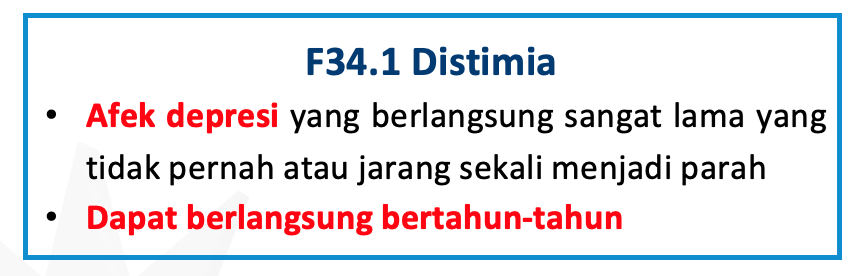 F34.1 Distimia
• Afek depresi yang berlangsung sangat lama yang
tidak pernah atau jarang sekali menjadi parah
• Dapat berlangsung bertahun-tahun